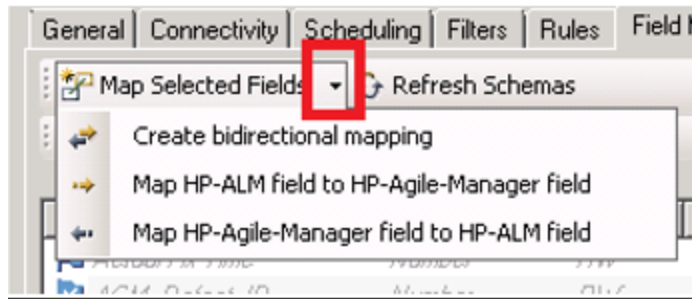 General Connectivity Scheduling Filters Rules Field
Map Selected Fields Refresh Schemas
Create bidirectional mapping
Map HP-ALM field to HP-Agile-Manager field
Map HP-Agile-Manager field to HP-ALM field